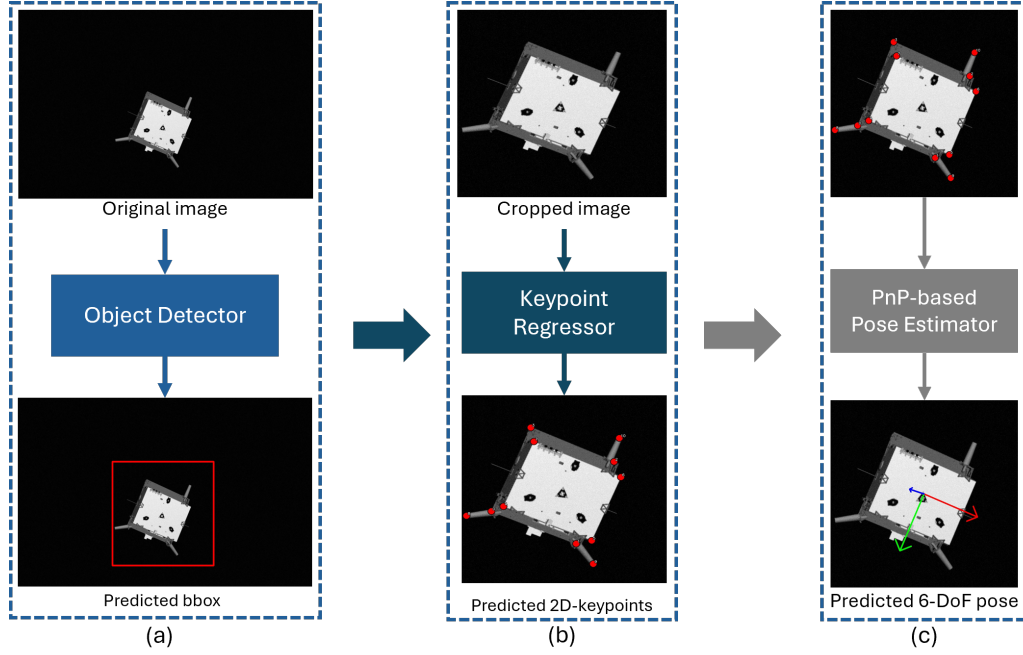 Original image
Object Detector
Predicted bbox
(a)
Cropped image
Keypoint
Regressor
Predicted 2D-keypoints
(b)
PnP-based
Pose Estimator
Predicted 6-DoF pose
(c)